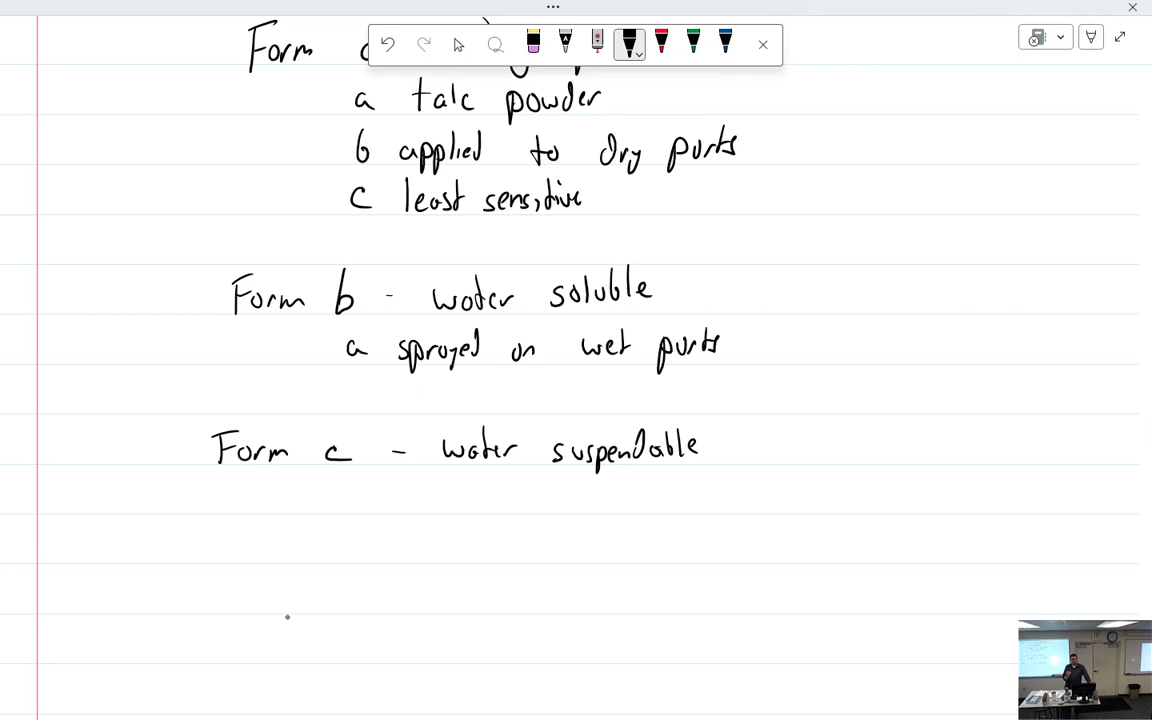 Form
a talc powder
b applied to dry parts
c least sensitive
Form b - water soluble
a sprayed on wet parts
Form c - water suspendable